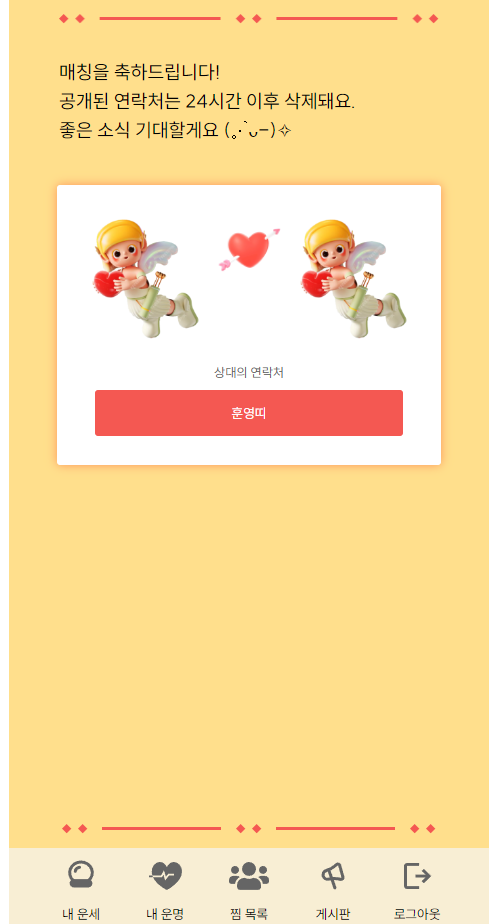 매칭을 축하드립니다!
공개된 연락처는 24시간 이후 삭제돼요.
좋은 소식 기대할게요 (｡·͡ˇᴗ–)✧
상대의 연락처
훈영띠
내 운세
내 운명
찜 목록
게시판
로그아웃